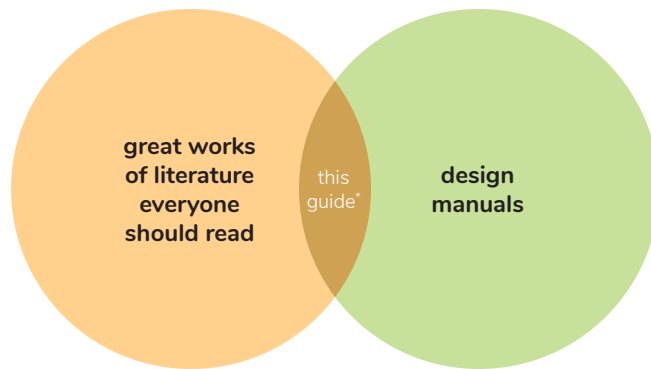 great works
of literature
everyone
should read
this
guide*
design
manuals